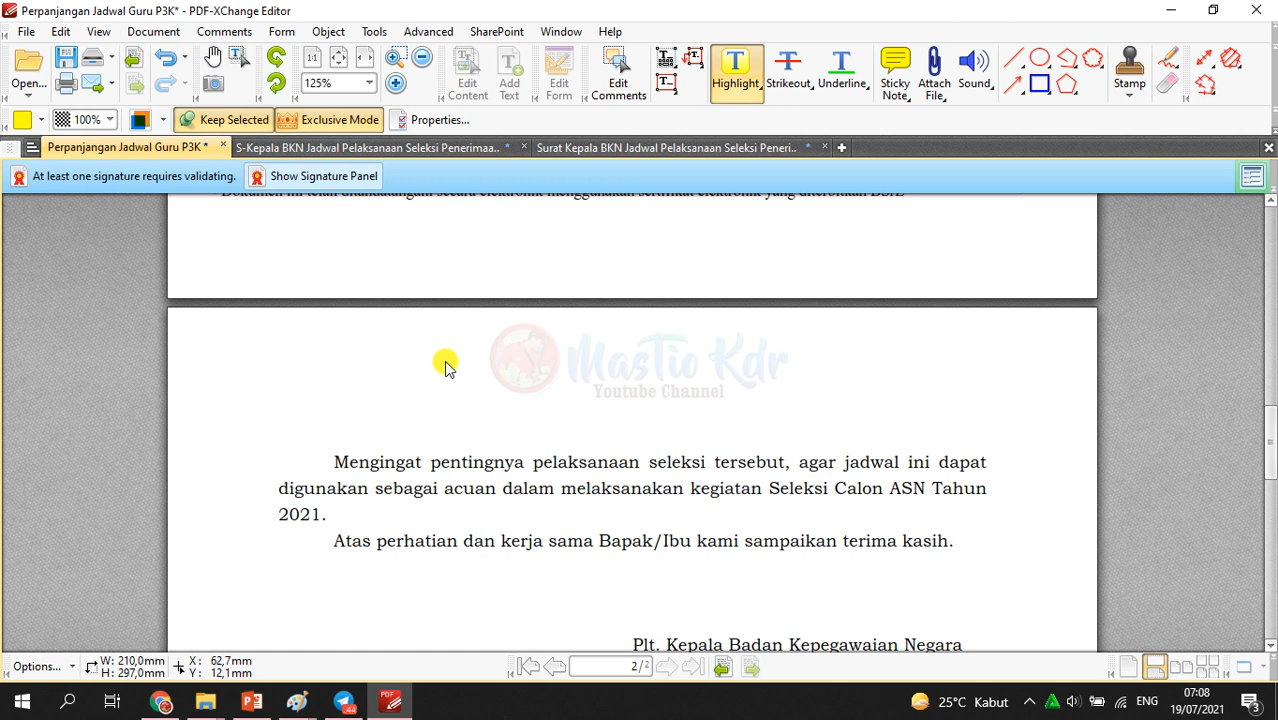 Perpanjangan Jadwal Guru P3K* - PDF-XChange Editor
File Edit View Document Comments Form Object Tools Advanced SharePoint Window Help
Open... 125% Edit Content Add Text Edit Form Edit Comments Highlight Strikeout Underline Sticky Note Attach File Sound Stamp
100% Keep Selected Exclusive Mode Properties...
Perpanjangan Jadwal Guru P3K * S-Kepala BKN Jadwal Pelaksanaan Seleksi Penerimaa.. * Surat Kepala BKN Jadwal Pelaksanaan Seleksi Peneri.. *
At least one signature requires validating. Show Signature Panel
Mastio Kdr
Youtube Channel
Mengingat pentingnya pelaksanaan seleksi tersebut, agar jadwal ini dapat
digunakan sebagai acuan dalam melaksanakan kegiatan Seleksi Calon ASN Tahun
2021.
Atas perhatian dan kerja sama Bapak/Ibu kami sampaikan terima kasih.
Plt. Kepala Badan Kepegawaian Negara
Options... W: 210,0mm X: 62,7mm 2/2
H: 297,0mm Y: 12,1mm
PDF 44 25°C Kabut ENG 07:08
19/07/2021 3